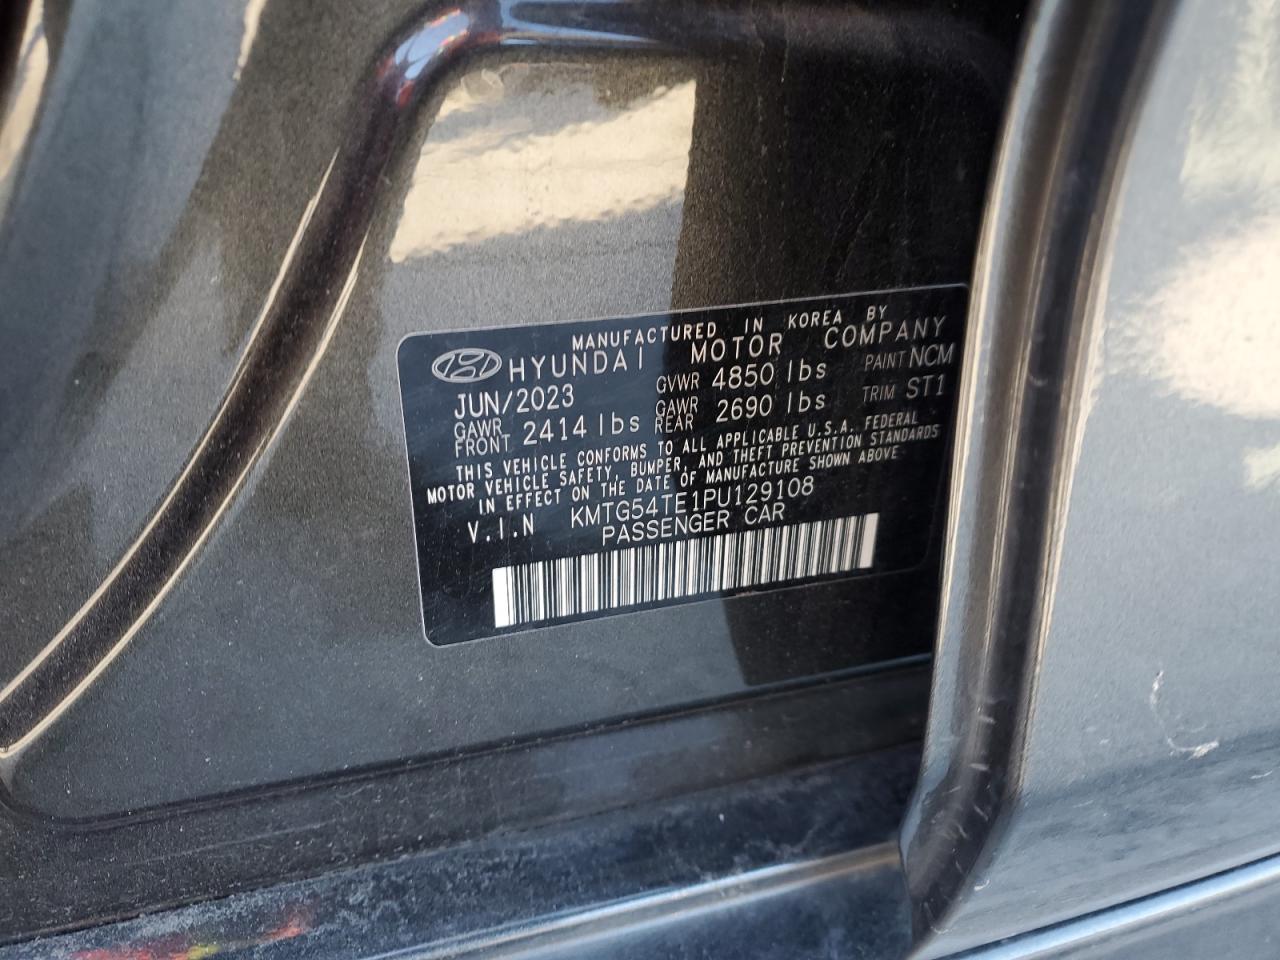 MANUFACTURED IN KOREA BY
HYUNDAI MOTOR COMPANY
JUN/2023 GVWR 4850 lbs PAINT NCM
GAWR FRONT 2414 lbs GAWR REAR 2690 lbs TRIM ST1
THIS VEHICLE CONFORMS TO ALL APPLICABLE U.S.A. FEDERAL
MOTOR VEHICLE SAFETY, BUMPER, AND THEFT PREVENTION STANDARDS
IN EFFECT ON THE DATE OF MANUFACTURE SHOWN ABOVE
V.I.N KMTG54TE1PU129108
PASSENGER CAR